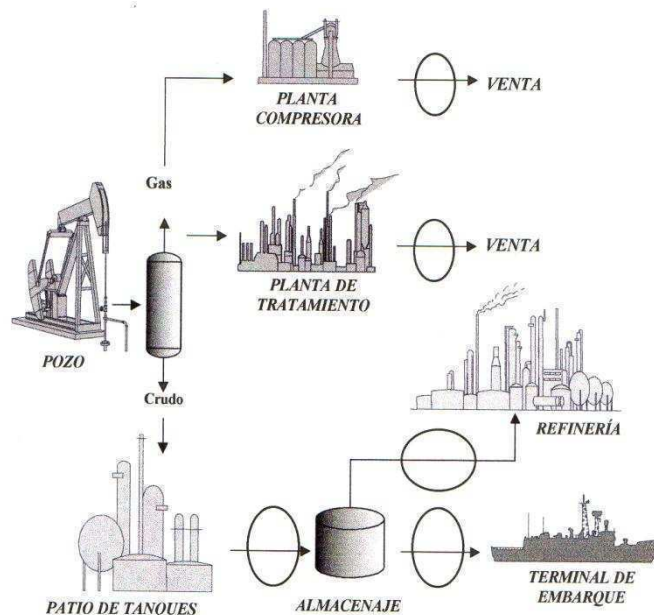 PLANTA
COMPRESORA
VENTA
Gas
PLANTA DE
TRATAMIENTO
VENTA
POZO
Crudo
REFINERÍA
PATIO DE TANQUES
ALMACENAJE
TERMINAL DE
EMBARQUE